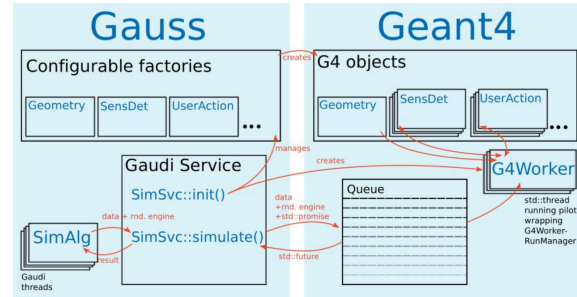 Gauss
Configurable factories
Geometry
SensDet
UserAction
...
manages
Gaudi Service
SimSvc::init()
SimSvc::simulate()
SimAlg
data + rnd. engine
result
Gaudi
threads
Geant4
creates
G4 objects
Geometry
SensDet
UserAction
...
creates
G4Worker
std::thread
running pilot
wrapping
G4Worker-
RunManager
Queue
data
+rnd. engine
+std::promise
std::future